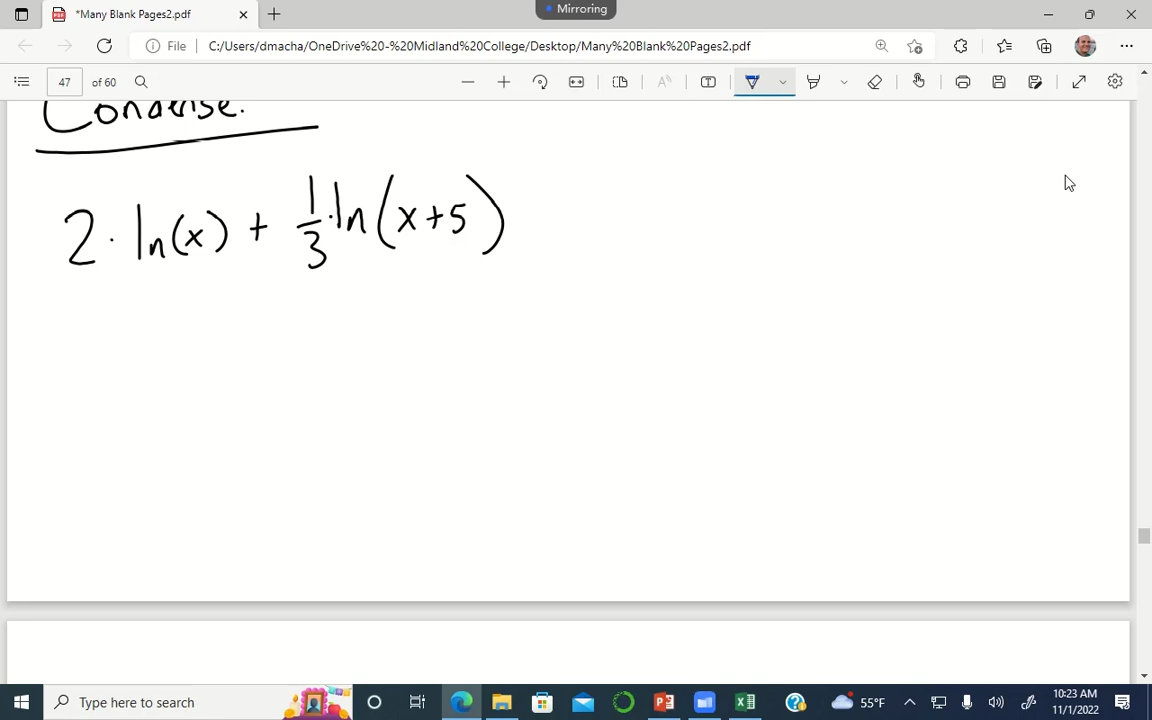 *Many Blank Pages2.pdf
Mirroring
File C:/Users/dmacha/OneDrive%20-%20Midland%20College/Desktop/Many%20Blank%20Pages2.pdf
47 of 60
Condense:
2 · ln(x) + 1/3 · ln(x+5)
Type here to search
55°F
10:23 AM
11/1/2022